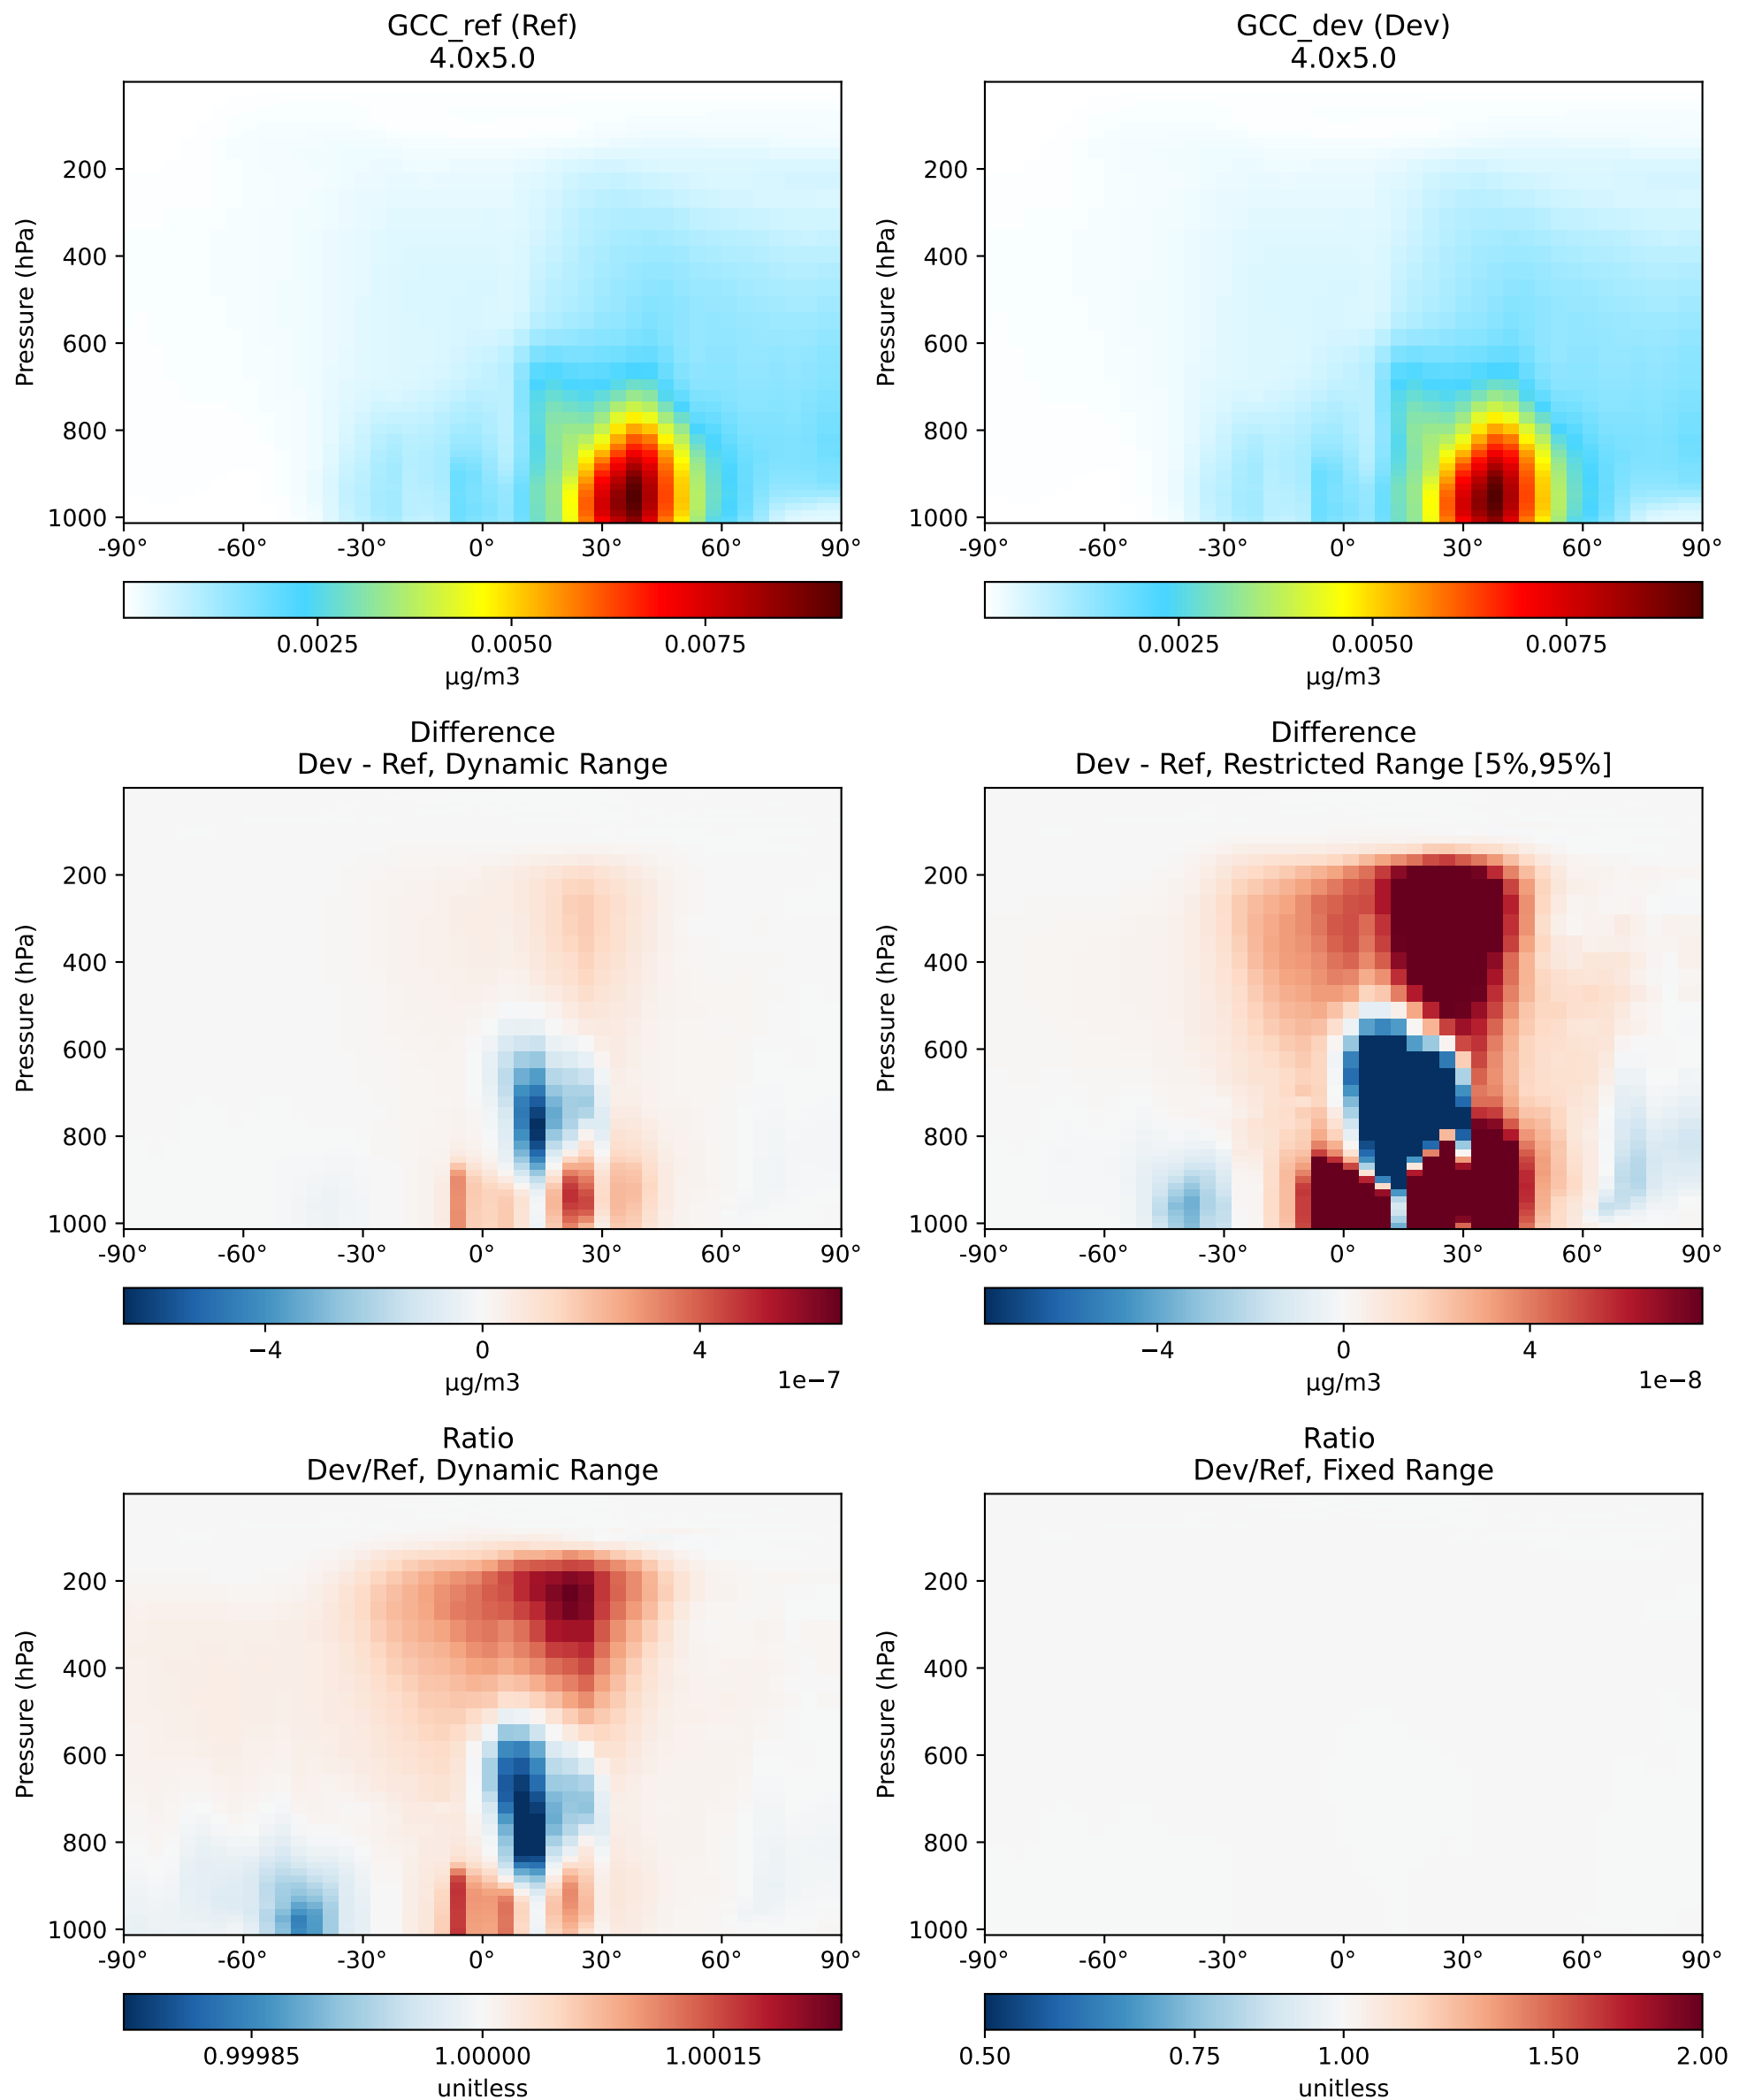 GCC_ref (Ref)
4.0x5.0
Pressure (hPa)
200
400
600
800
1000
-90° -60° -30° 0° 30° 60° 90°
0.0025 0.0050 0.0075
µg/m3
GCC_dev (Dev)
4.0x5.0
Pressure (hPa)
200
400
600
800
1000
-90° -60° -30° 0° 30° 60° 90°
0.0025 0.0050 0.0075
µg/m3
Difference
Dev - Ref, Dynamic Range
Pressure (hPa)
200
400
600
800
1000
-90° -60° -30° 0° 30° 60° 90°
−4 0 4
µg/m3 1e−7
Difference
Dev - Ref, Restricted Range [5%,95%]
Pressure (hPa)
200
400
600
800
1000
-90° -60° -30° 0° 30° 60° 90°
−4 0 4
µg/m3 1e−8
Ratio
Dev/Ref, Dynamic Range
Pressure (hPa)
200
400
600
800
1000
-90° -60° -30° 0° 30° 60° 90°
0.99985 1.00000 1.00015
unitless
Ratio
Dev/Ref, Fixed Range
Pressure (hPa)
200
400
600
800
1000
-90° -60° -30° 0° 30° 60° 90°
0.50 0.75 1.00 1.50 2.00
unitless